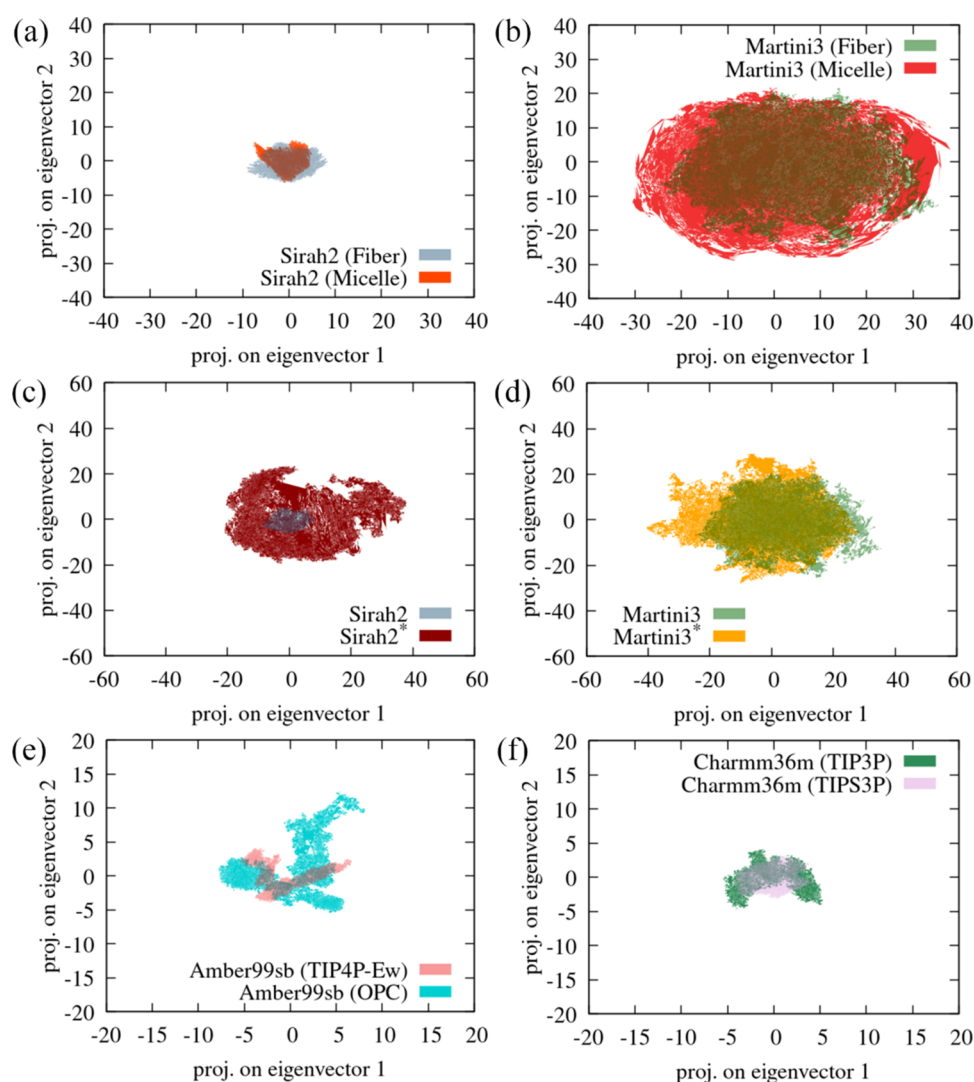 (a)
40
30
20
10
0
-10
-20
-30
-40
proj. on eigenvector 2
Sirah2 (Fiber)
Sirah2 (Micelle)
-40 -30 -20 -10 0 10 20 30 40
proj. on eigenvector 1
(b)
40
30
20
10
0
-10
-20
-30
-40
proj. on eigenvector 2
Martini3 (Fiber)
Martini3 (Micelle)
-40 -30 -20 -10 0 10 20 30 40
proj. on eigenvector 1
(c)
60
40
20
0
-20
-40
-60
proj. on eigenvector 2
Sirah2
Sirah2*
-60 -40 -20 0 20 40 60
proj. on eigenvector 1
(d)
60
40
20
0
-20
-40
-60
proj. on eigenvector 2
Martini3
Martini3*
-60 -40 -20 0 20 40 60
proj. on eigenvector 1
(e)
20
15
10
5
0
-5
-10
-15
-20
proj. on eigenvector 2
Amber99sb (TIP4P-Ew)
Amber99sb (OPC)
-20 -15 -10 -5 0 5 10 15 20
proj. on eigenvector 1
(f)
20
15
10
5
0
-5
-10
-15
-20
proj. on eigenvector 2
Charmm36m (TIP3P)
Charmm36m (TIPS3P)
-20 -15 -10 -5 0 5 10 15 20
proj. on eigenvector 1